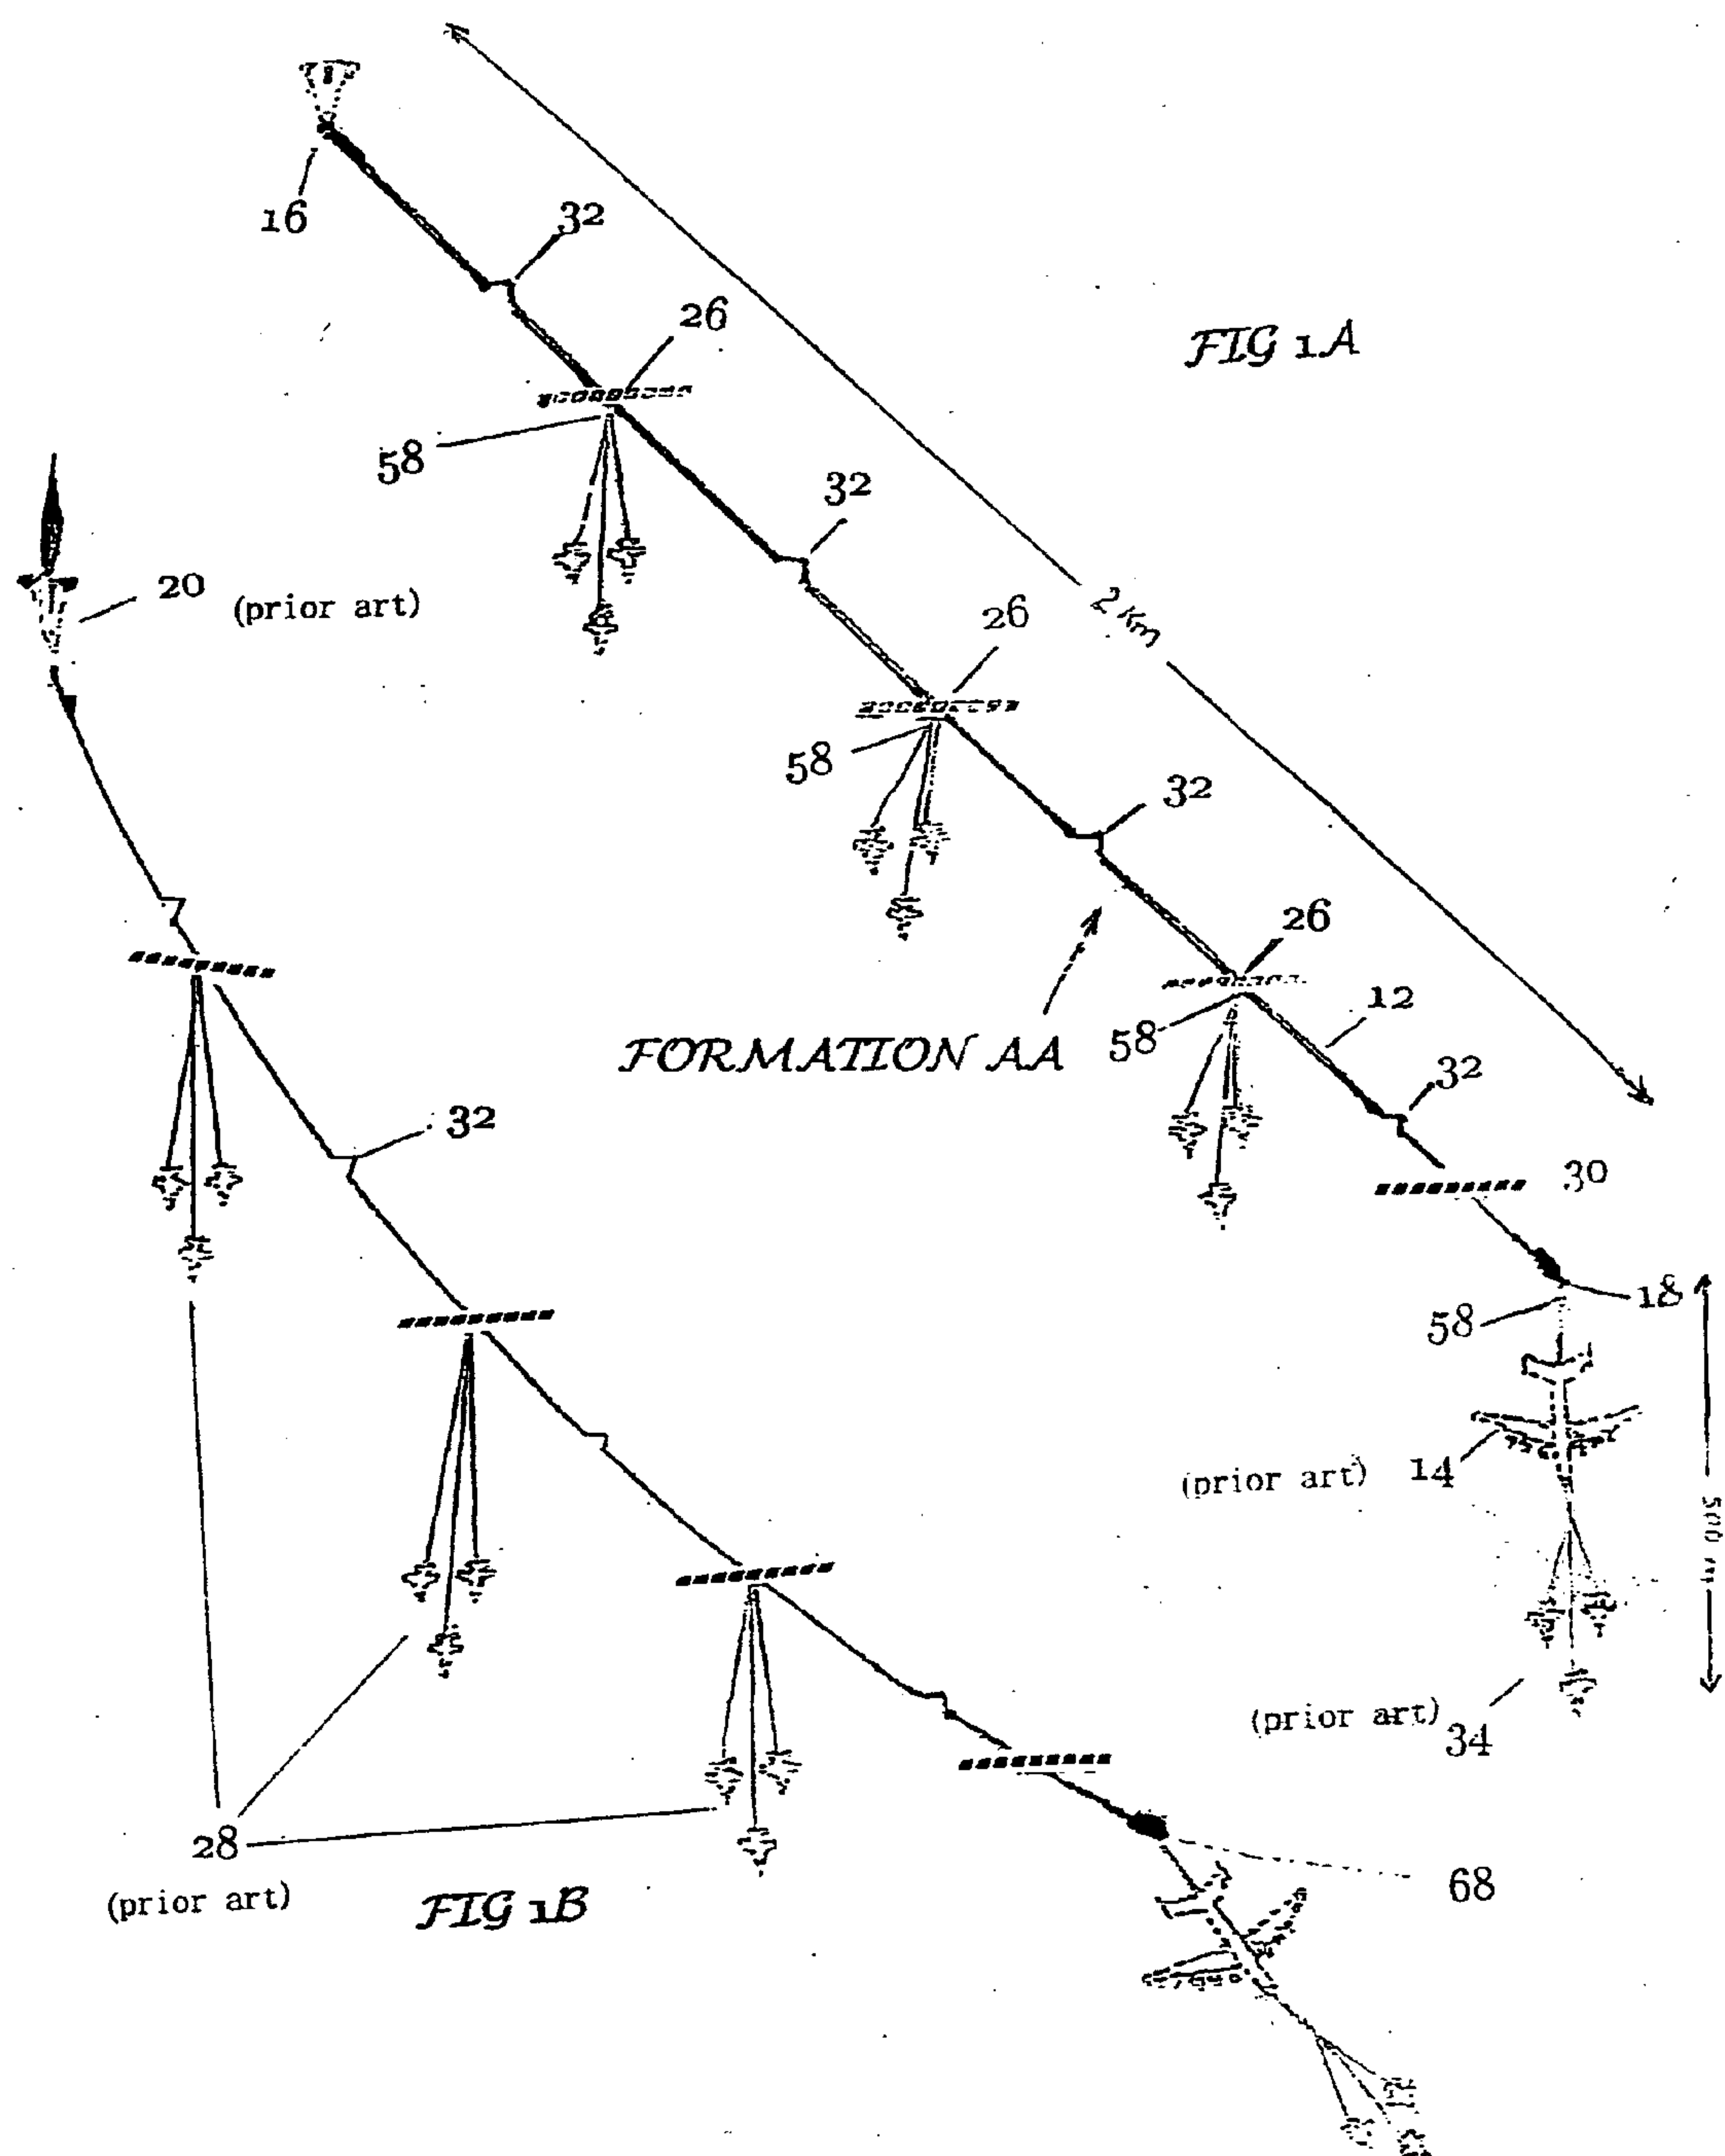 16
32
26
FIG 1A
58
32
20 (prior art)
2 Km
26
58
32
26
12
FORMATION AA
58
32
32
30
18
58
(prior art) 14
500 m
(prior art) 34
28
(prior art)
FIG 1B
68